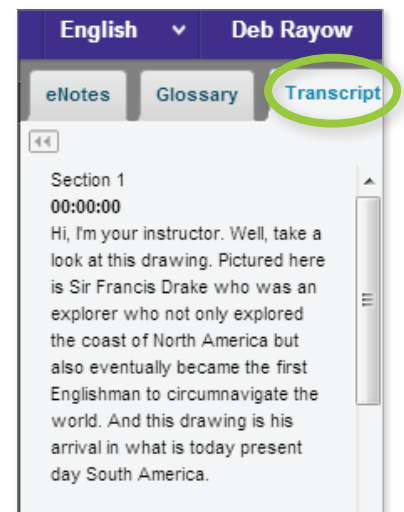 English Deb Rayow
eNotes Glossary Transcript
Section 1
00:00:00
Hi, I'm your instructor. Well, take a
look at this drawing. Pictured here
is Sir Francis Drake who was an
explorer who not only explored
the coast of North America but
also eventually became the first
Englishman to circumnavigate the
world. And this drawing is his
arrival in what is today present
day South America.